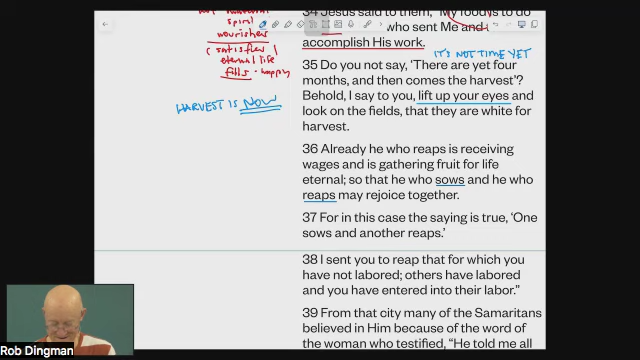 spiri
nourishes
(satisfies)
eternal life
fills · happy
HARVEST IS NOW
34 Jesus said to them, "My food is to do
who sent Me and
accomplish His work.
IT'S NOT TIME YET
35 Do you not say, 'There are yet four
months, and then comes the harvest'?
Behold, I say to you, lift up your eyes and
look on the fields, that they are white for
harvest.
36 Already he who reaps is receiving
wages and is gathering fruit for life
eternal; so that he who sows and he who
reaps may rejoice together.
37 For in this case the saying is true, 'One
sows and another reaps.'
38 I sent you to reap that for which you
have not labored; others have labored
and you have entered into their labor."
39 From that city many of the Samaritans
believed in Him because of the word of
the woman who testified, "He told me all
Rob Dingman